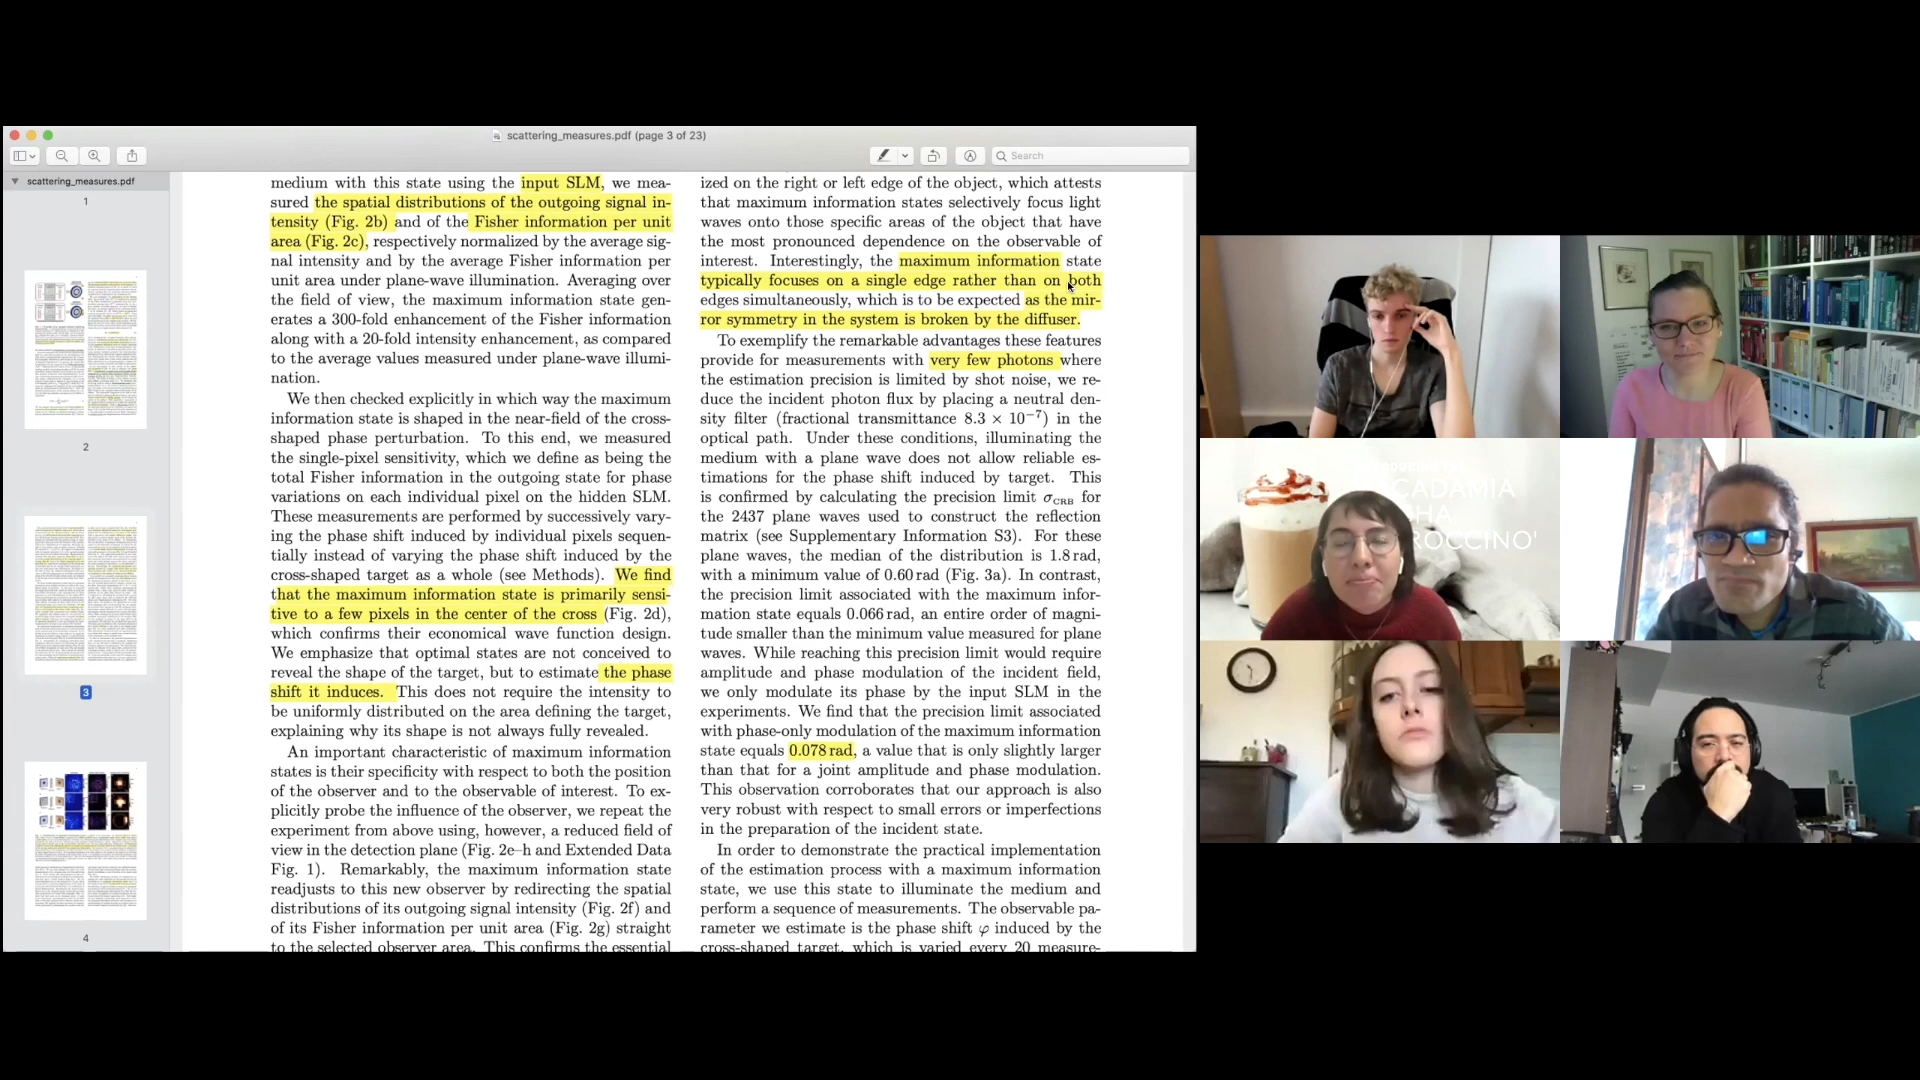 scattering_measures.pdf (page 3 of 23)
Search
scattering_measures.pdf
1
2
3
4
medium with this state using the input SLM, we mea-
sured the spatial distributions of the outgoing signal in-
tensity (Fig. 2b) and of the Fisher information per unit
area (Fig. 2c), respectively normalized by the average sig-
nal intensity and by the average Fisher information per
unit area under plane-wave illumination. Averaging over
the field of view, the maximum information state gen-
erates a 300-fold enhancement of the Fisher information
along with a 20-fold intensity enhancement, as compared
to the average values measured under plane-wave illumi-
nation.
We then checked explicitly in which way the maximum
information state is shaped in the near-field of the cross-
shaped phase perturbation. To this end, we measured
the single-pixel sensitivity, which we define as being the
total Fisher information in the outgoing state for phase
variations on each individual pixel on the hidden SLM.
These measurements are performed by successively vary-
ing the phase shift induced by individual pixels sequen-
tially instead of varying the phase shift induced by the
cross-shaped target as a whole (see Methods). We find
that the maximum information state is primarily sensi-
tive to a few pixels in the center of the cross (Fig. 2d),
which confirms their economical wave function design.
We emphasize that optimal states are not conceived to
reveal the shape of the target, but to estimate the phase
shift it induces. This does not require the intensity to
be uniformly distributed on the area defining the target,
explaining why its shape is not always fully revealed.
An important characteristic of maximum information
states is their specificity with respect to both the position
of the observer and to the observable of interest. To ex-
plicitly probe the influence of the observer, we repeat the
experiment from above using, however, a reduced field of
view in the detection plane (Fig. 2e–h and Extended Data
Fig. 1). Remarkably, the maximum information state
readjusts to this new observer by redirecting the spatial
distributions of its outgoing signal intensity (Fig. 2f) and
of its Fisher information per unit area (Fig. 2g) straight
to the selected observer area. This confirms the essential
ized on the right or left edge of the object, which attests
that maximum information states selectively focus light
waves onto those specific areas of the object that have
the most pronounced dependence on the observable of
interest. Interestingly, the maximum information state
typically focuses on a single edge rather than on both
edges simultaneously, which is to be expected as the mir-
ror symmetry in the system is broken by the diffuser.
To exemplify the remarkable advantages these features
provide for measurements with very few photons where
the estimation precision is limited by shot noise, we re-
duce the incident photon flux by placing a neutral den-
sity filter (fractional transmittance 8.3 × 10⁻⁷) in the
optical path. Under these conditions, illuminating the
medium with a plane wave does not allow reliable es-
timations for the phase shift induced by target. This
is confirmed by calculating the precision limit σCRB for
the 2437 plane waves used to construct the reflection
matrix (see Supplementary Information S3). For these
plane waves, the median of the distribution is 1.8 rad,
with a minimum value of 0.60 rad (Fig. 3a). In contrast,
the precision limit associated with the maximum infor-
mation state equals 0.066 rad, an entire order of magni-
tude smaller than the minimum value measured for plane
waves. While reaching this precision limit would require
amplitude and phase modulation of the incident field,
we only modulate its phase by the input SLM in the
experiments. We find that the precision limit associated
with phase-only modulation of the maximum information
state equals 0.078 rad, a value that is only slightly larger
than that for a joint amplitude and phase modulation.
This observation corroborates that our approach is also
very robust with respect to small errors or imperfections
in the preparation of the incident state.
In order to demonstrate the practical implementation
of the estimation process with a maximum information
state, we use this state to illuminate the medium and
perform a sequence of measurements. The observable pa-
rameter we estimate is the phase shift φ induced by the
cross-shaped target, which is varied every 20 measure-